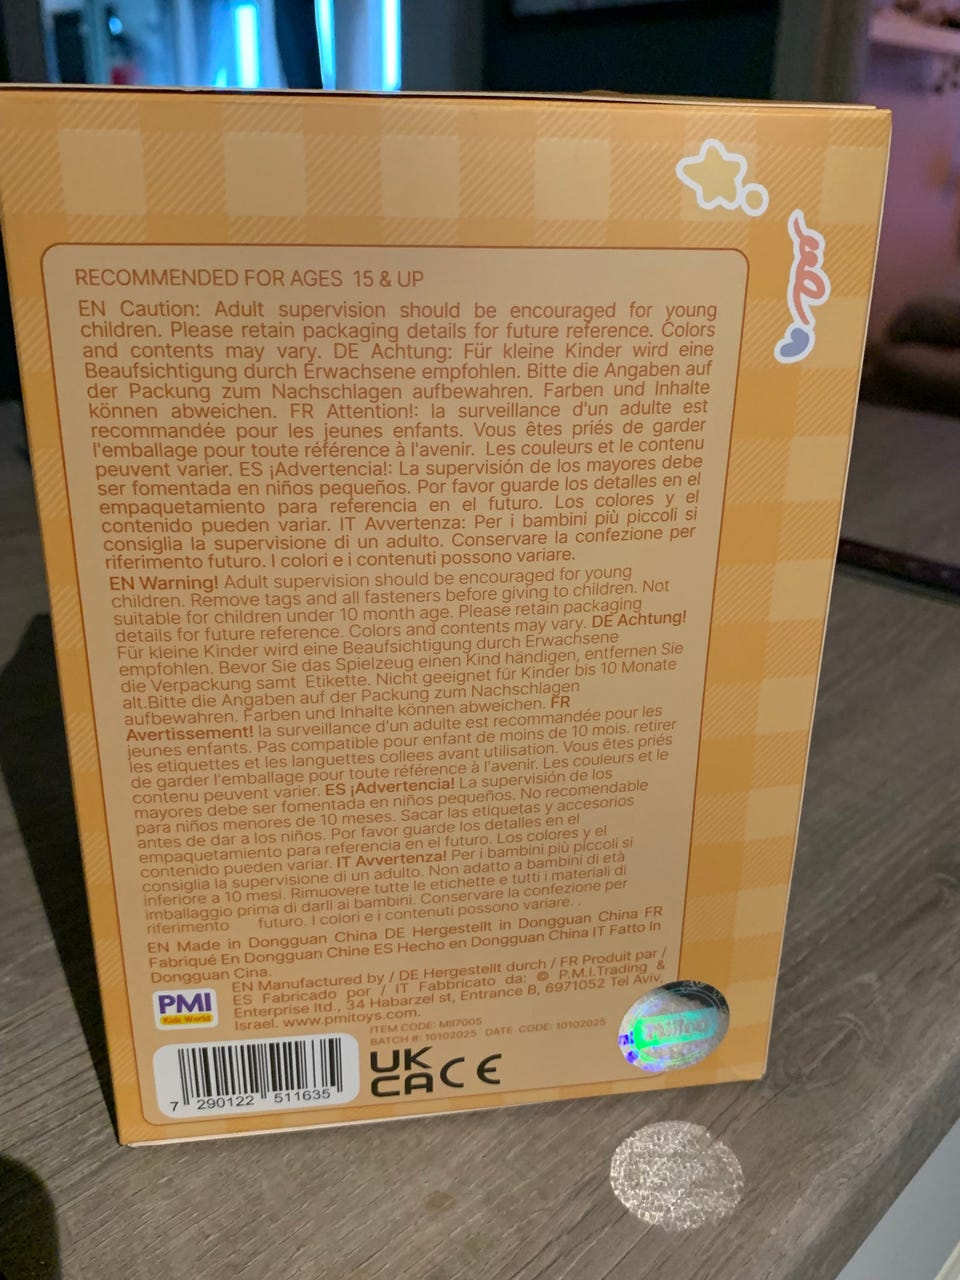 RECOMMENDED FOR AGES 15 & UP
EN Caution: Adult supervision should be encouraged for young
children. Please retain packaging details for future reference. Colors
and contents may vary. DE Achtung: Für kleine Kinder wird eine
Beaufsichtigung durch Erwachsene empfohlen. Bitte die Angaben auf
der Packung zum Nachschlagen aufbewahren. Farben und Inhalte
können abweichen. FR Attention!: la surveillance d'un adulte est
recommandée pour les jeunes enfants. Vous êtes priés de garder
l'emballage pour toute référence à l'avenir. Les couleurs et le contenu
peuvent varier. ES ¡Advertencia!: La supervisión de los mayores debe
ser fomentada en niños pequeños. Por favor guarde los detalles en el
empaquetamiento para referencia en el futuro. Los colores y el
contenido pueden variar. IT Avvertenza: Per i bambini più piccoli si
consiglia la supervisione di un adulto. Conservare la confezione per
riferimento futuro. I colori e i contenuti possono variare.
EN Warning! Adult supervision should be encouraged for young
children. Remove tags and all fasteners before giving to children. Not
suitable for children under 10 month age. Please retain packaging
details for future reference. Colors and contents may vary. DE Achtung!
Für kleine Kinder wird eine Beaufsichtigung durch Erwachsene
empfohlen. Bevor Sie das Spielzeug einen Kind händigen, entfernen Sie
die Verpackung samt Etikette. Nicht geeignet für Kinder bis 10 Monate
alt.Bitte die Angaben auf der Packung zum Nachschlagen
aufbewahren. Farben und Inhalte können abweichen. FR
Avertissement! la surveillance d'un adulte est recommandée pour les
jeunes enfants. Pas compatible pour enfant de moins de 10 mois. retirer
les etiquettes et les languettes collees avant utilisation. Vous êtes priés
de garder l'emballage pour toute référence à l'avenir. Les couleurs et le
contenu peuvent varier. ES ¡Advertencia! La supervisión de los
mayores debe ser fomentada en niños pequeños. No recomendable
para niños menores de 10 meses. Sacar las etiquetas y accesorios
antes de dar a los niños. Por favor guarde los detalles en el
empaquetamiento para referencia en el futuro. Los colores y el
contenido pueden variar. IT Avvertenza! Per i bambini più piccoli si
consiglia la supervisione di un adulto. Non adatto a bambini di età
inferiore a 10 mesi. Rimuovere tutte le etichette e tutti i materiali di
imballaggio prima di darli ai bambini. Conservare la confezione per
riferimento futuro. I colori e i contenuti possono variare. .
EN Made in Dongguan China DE Hergestellt in Dongguan China FR
Fabriqué En Dongguan Chine ES Hecho en Dongguan China IT Fatto In
Dongguan Cina.
EN Manufactured by / DE Hergestellt durch / FR Produit par /
ES Fabricado por / IT Fabbricato da: © P.M.I.Trading &
Enterprise ltd., 34 Habarzel st, Entrance B, 6971052 Tel Aviv,
Israel. www.pmitoys.com.
PMI
Kids World
ITEM CODE: MII7005
BATCH #: 10102025 DATE CODE: 10102025
UK
CA CE
7 290122 511635